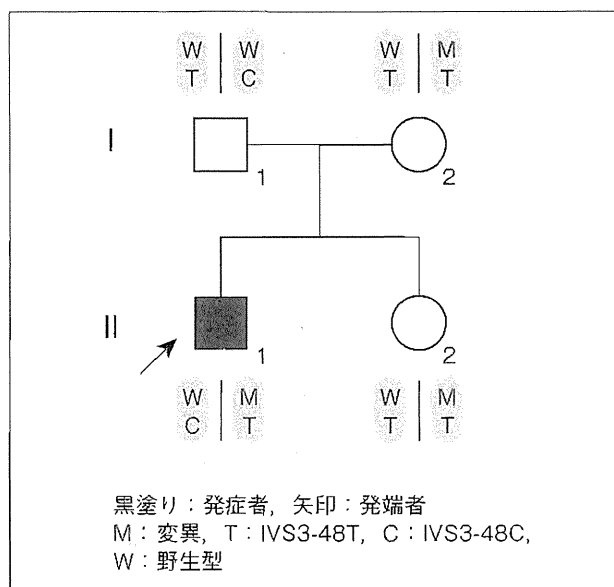 W W W M
T C T T
I
1 2
II
1 2
W M W M
C T T T
黒塗り：発症者，矢印：発端者
M：変異，T：IVS3-48T，C：IVS3-48C，
W：野生型